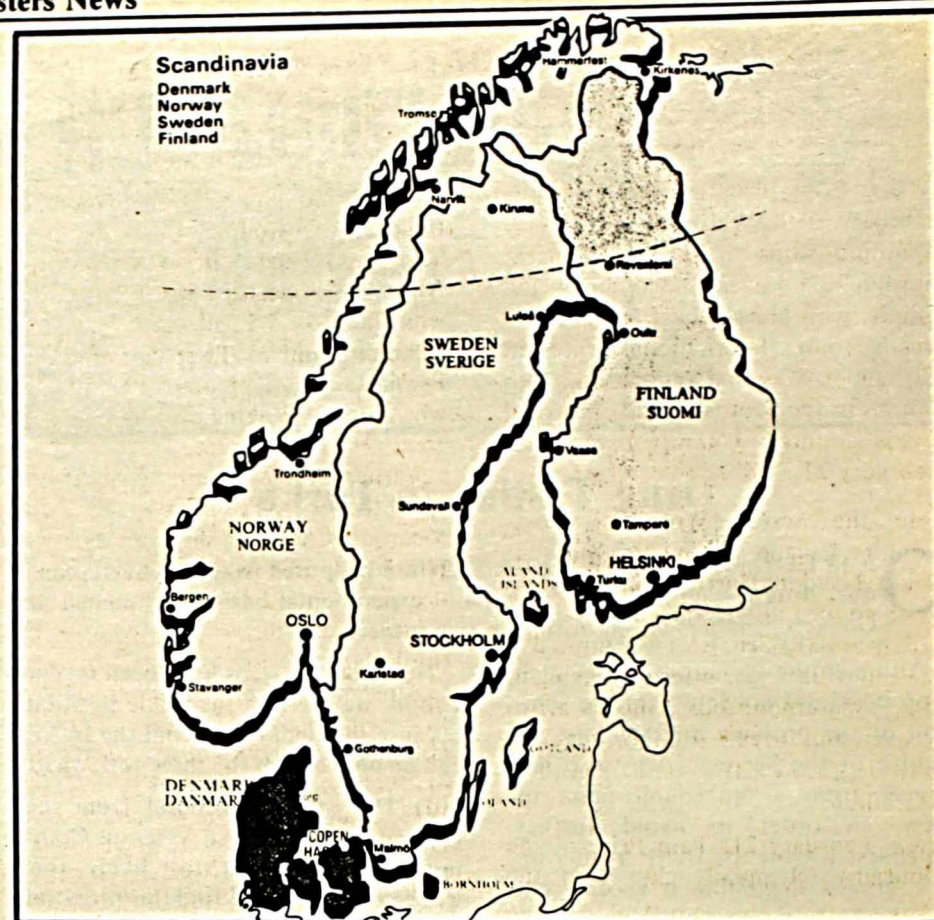 sters News
Scandinavia
Denmark
Norway
Sweden
Finland
Hammerfest
Kirkenes
Tromsø
Narvik
Kiruna
Rovaniemi
Luleå
Oulu
SWEDEN
SVERIGE
FINLAND
SUOMI
Vaasa
Trondheim
Sundsvall
Tampere
NORWAY
NORGE
HELSINKI
ALAND
ISLANDS
Turku
Bergen
OSLO
STOCKHOLM
Karlstad
Stavanger
Gothenburg
GOTLAND
DENMARK
DANMARK
OLAND
COPEN
HA
Malmö
BORNHOLM